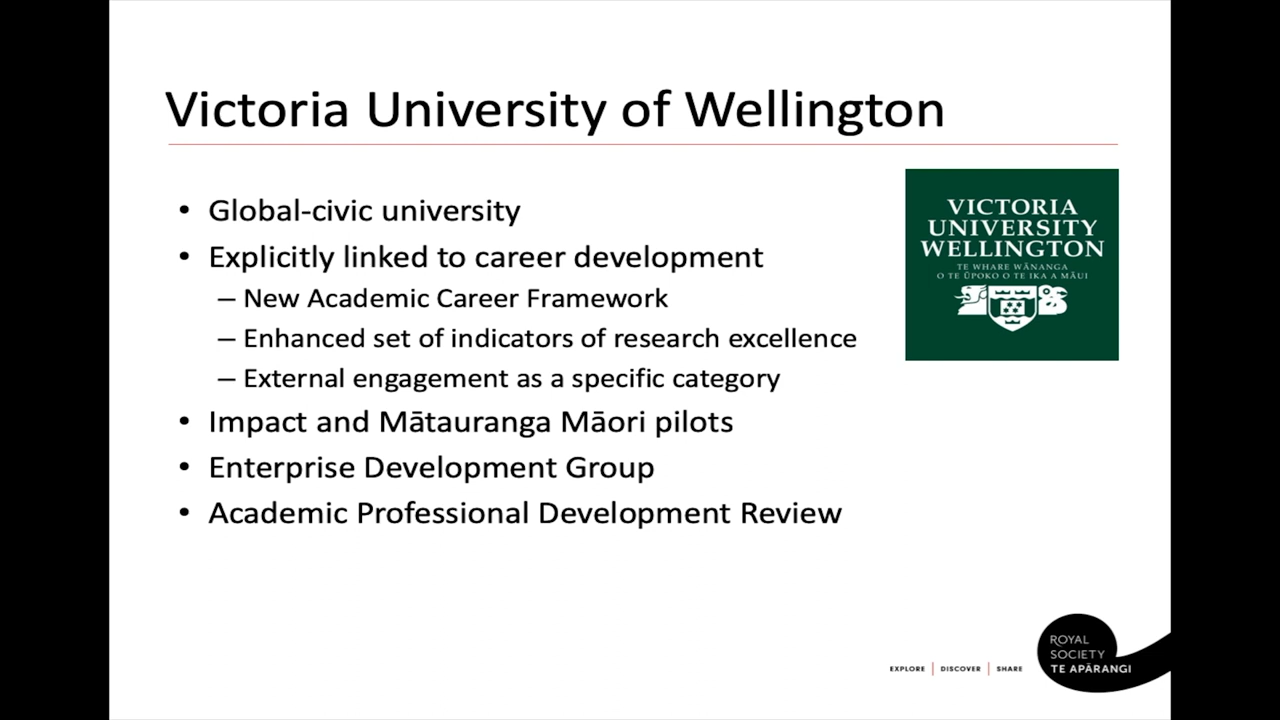 Victoria University of Wellington
• Global-civic university
• Explicitly linked to career development
– New Academic Career Framework
– Enhanced set of indicators of research excellence
– External engagement as a specific category
• Impact and Mātauranga Māori pilots
• Enterprise Development Group
• Academic Professional Development Review
VICTORIA
UNIVERSITY
WELLINGTON
TE WHARE WĀNANGA
O TE ŪPOKO O TE IKA A MĀUI
EXPLORE | DISCOVER | SHARE
ROYAL
SOCIETY
TE APĀRANGI